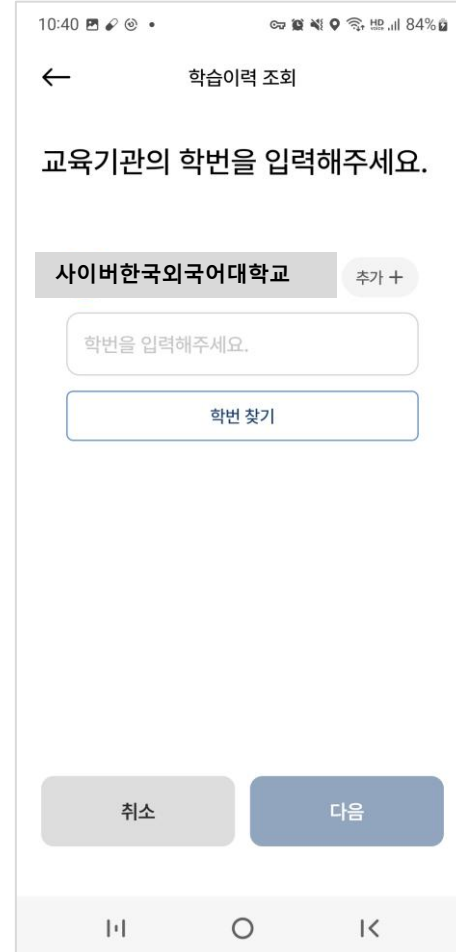 10:40
84%
학습이력 조회
교육기관의 학번을 입력해주세요.
사이버한국외국어대학교
추가 +
학번을 입력해주세요.
학번 찾기
취소
다음